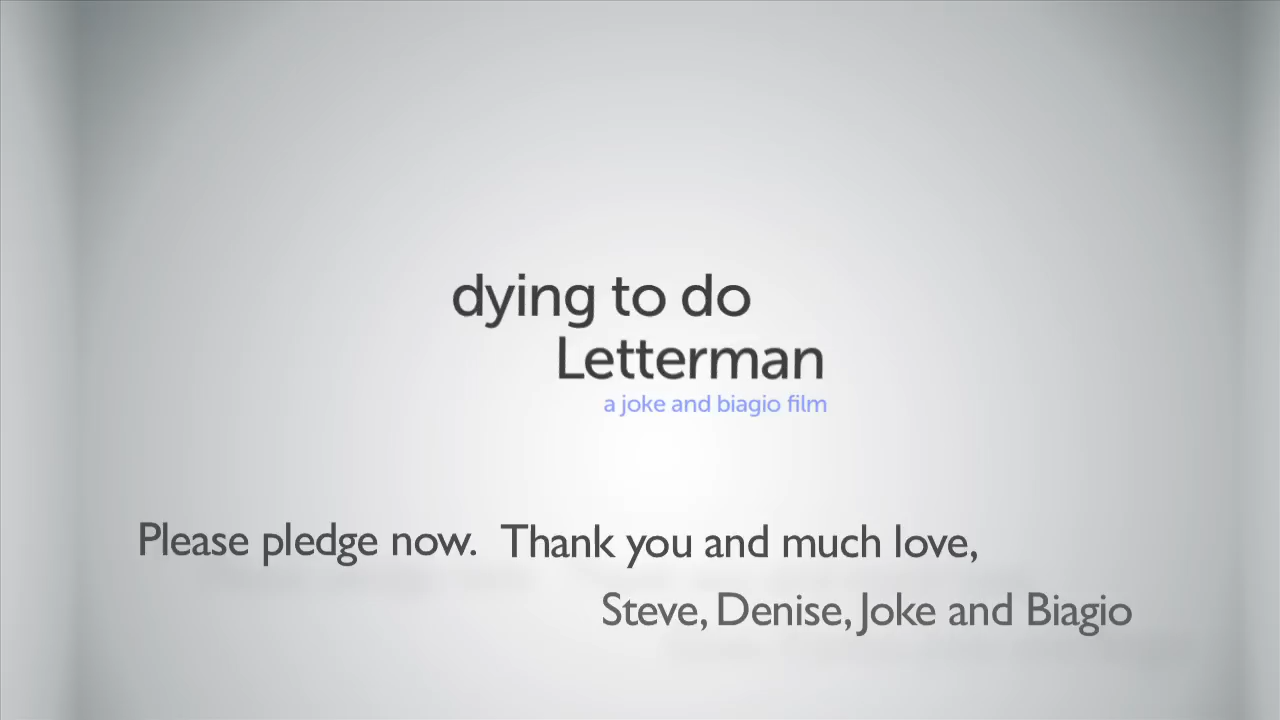 dying to do
Letterman
a joke and biagio film
Please pledge now. Thank you and much love,
Steve, Denise, Joke and Biagio